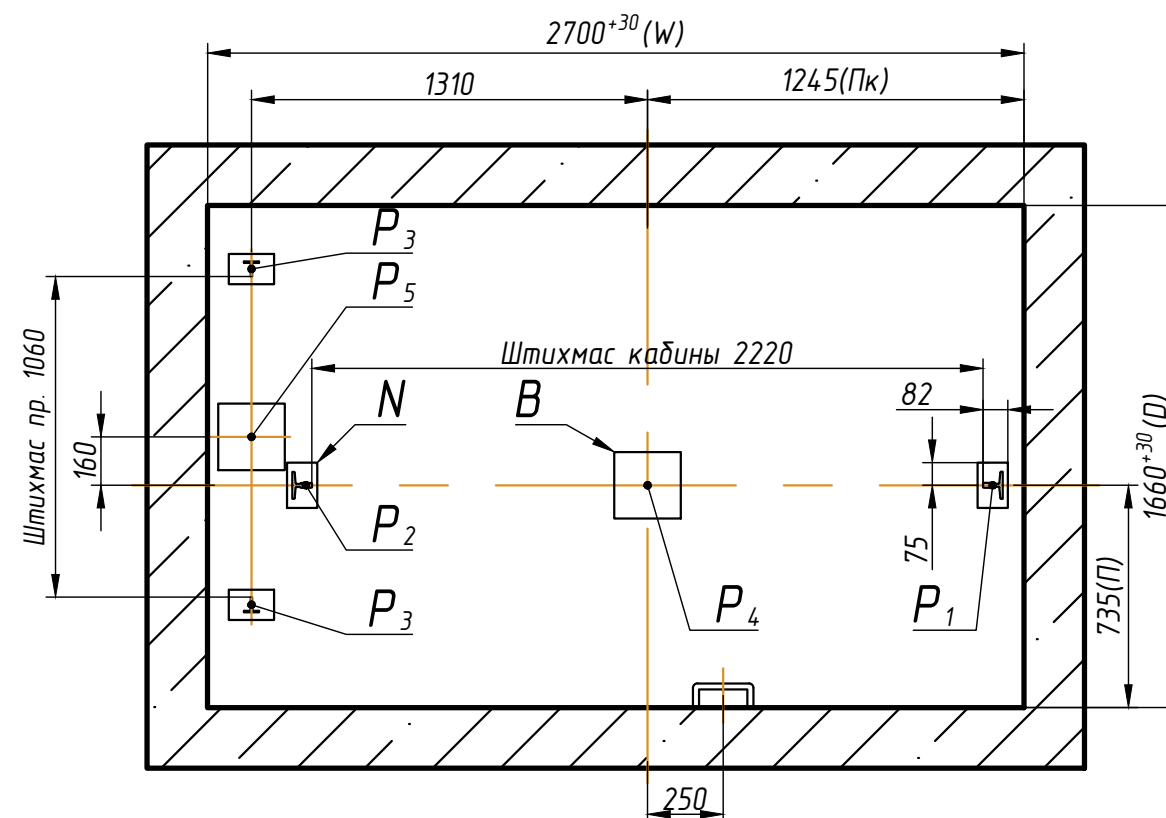 2700⁺³⁰(W)
1310
1245(Пк)
P₃
P₅
Штихмас кабины 2220
N
B
82
Штихмас пр. 1060
160
75
1660⁺³⁰(D)
735(П)
P₂
P₃
P₄
P₁
250